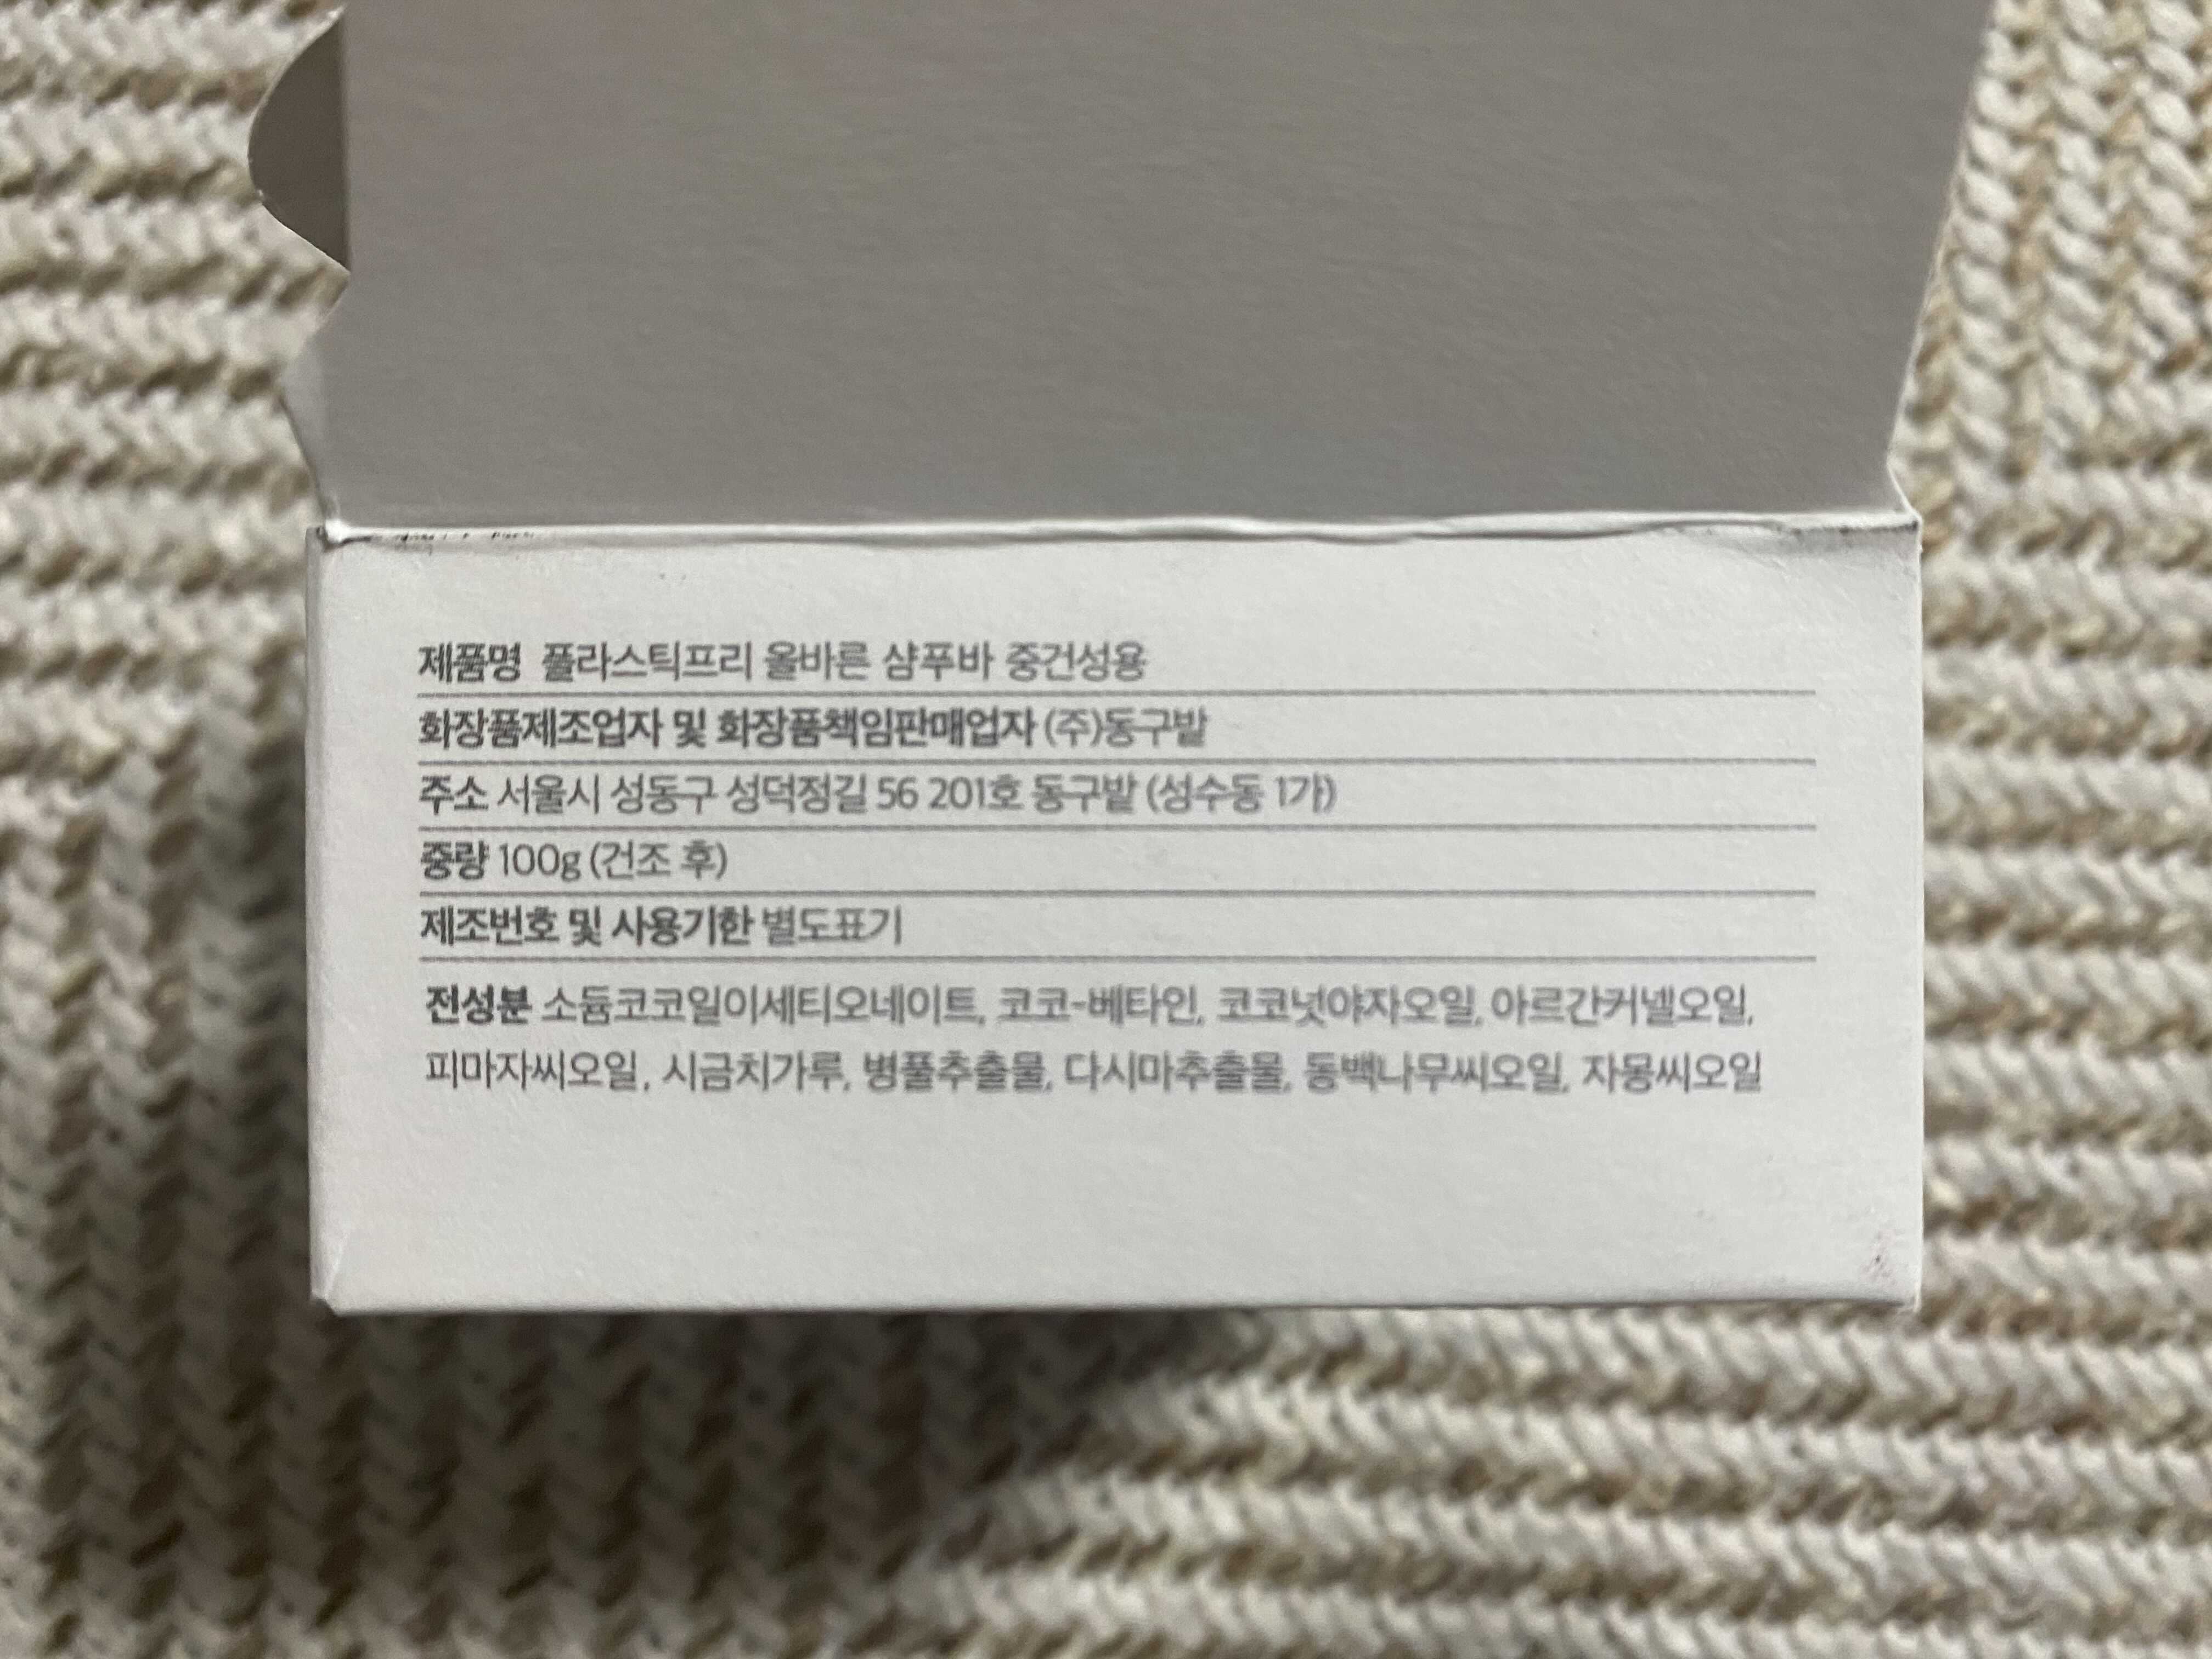 제품명 플라스틱프리 올바른 샴푸바 중건성용
화장품제조업자 및 화장품책임판매업자 (주)동구밭
주소 서울시 성동구 성덕정길 56 201호 동구밭 (성수동 1가)
중량 100g (건조 후)
제조번호 및 사용기한 별도표기
전성분 소듐코코일이세티오네이트, 코코-베타인, 코코넛야자오일, 아르간커넬오일,
피마자씨오일, 시금치가루, 병풀추출물, 다시마추출물, 동백나무씨오일, 자몽씨오일